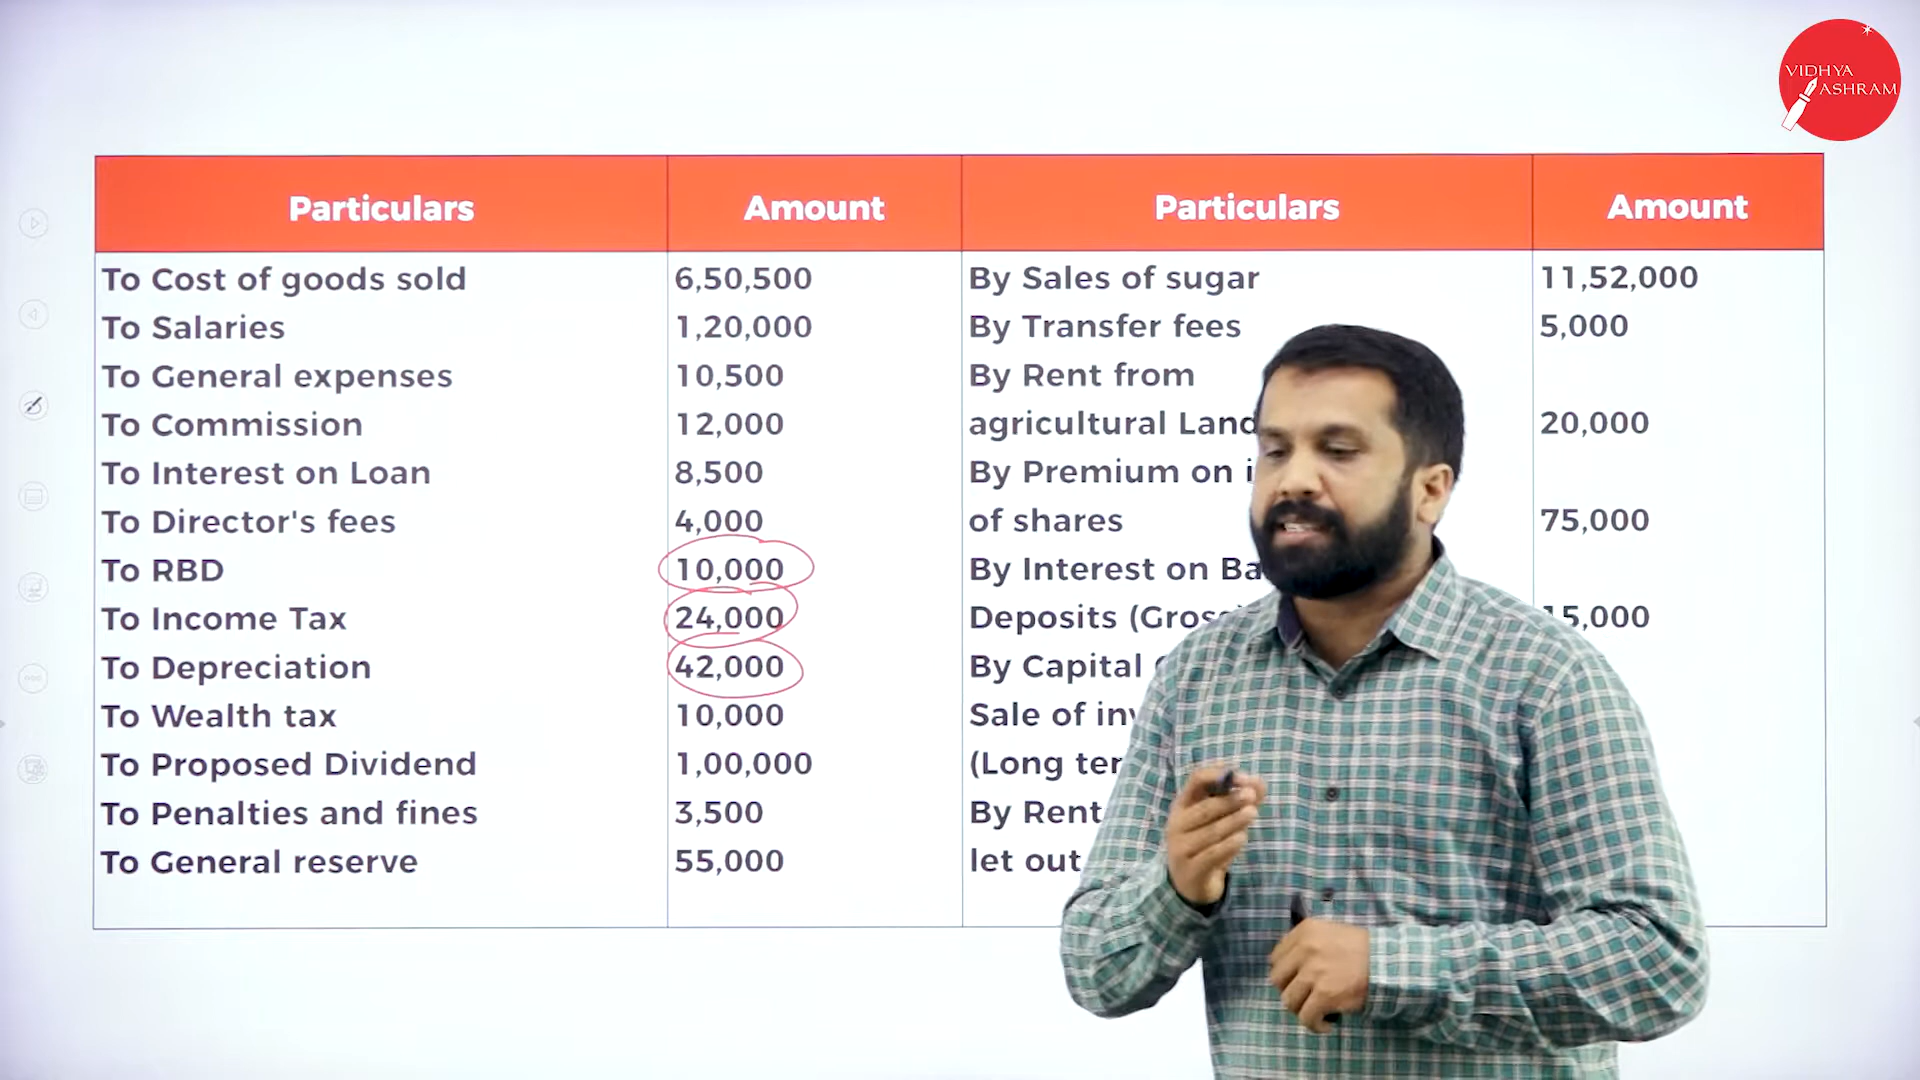 VIDHYA
ASHRAM
Particulars Amount Particulars Amount
To Cost of goods sold 6,50,500 By Sales of sugar 11,52,000
To Salaries 1,20,000 By Transfer fees 5,000
To General expenses 10,500 By Rent from
To Commission 12,000 agricultural Land 20,000
To Interest on Loan 8,500 By Premium on
To Director's fees 4,000 of shares 75,000
To RBD 10,000 By Interest on
To Income Tax 24,000 Deposits 15,000
To Depreciation 42,000 By Capital
To Wealth tax 10,000 Sale of
To Proposed Dividend 1,00,000 (Long
To Penalties and fines 3,500 By Rent
To General reserve 55,000 let out